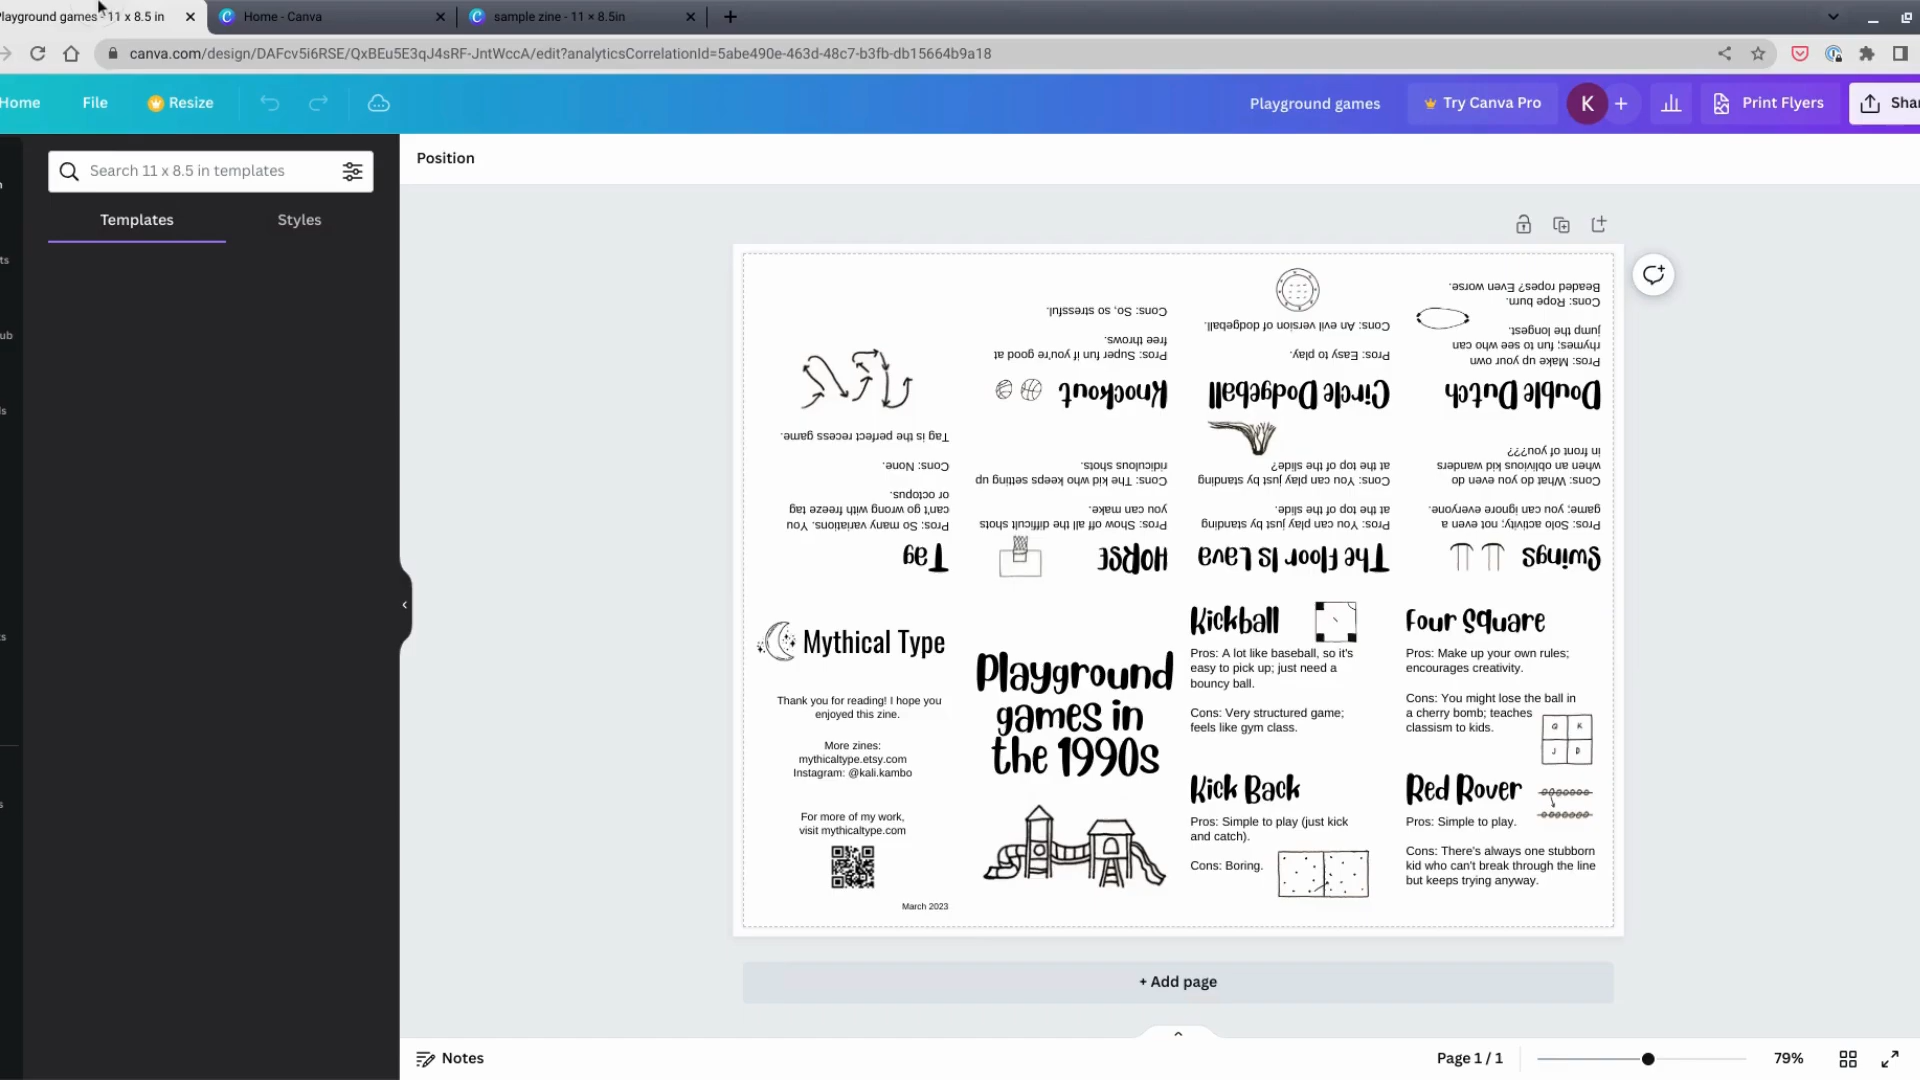 Playground games - 11 x 8.5 in
Home - Canva
sample zine - 11 × 8.5in
canva.com/design/DAFcv5i6RSE/QxBEu5E3qJ4sRF-JntWccA/edit?analyticsCorrelationId=5abe490e-463d-48c7-b3fb-db15664b9a18
Home
File
Resize
Playground games
Try Canva Pro
K
+
Print Flyers
Shar
Search 11 x 8.5 in templates
Templates
Styles
Position
Double Dutch
Pros: Make up your own
rhymes; fun to see who can
jump the longest.
Cons: Rope burn.
Beaded ropes? Even worse.
Circle Dodgeball
Pros: Easy to play.
Cons: An evil version of dodgeball.
Knockout
Pros: Super fun if you're good at
free throws.
Cons: So, so stressful.
Swings
Pros: Solo activity; not even a
game; you can ignore everyone.
Cons: What do you even do
when an oblivious kid wanders
in front of you???
The Floor Is Lava
Pros: You can play just by standing
at the top of the slide.
Cons: You can play just by standing
at the top of the slide?
HORSE
Pros: Show off all the difficult shots
you can make.
Cons: The kid who keeps setting up
ridiculous shots.
Tag
Pros: So many variations. You
can't go wrong with freeze tag
or octopus.
Cons: None.
Tag is the perfect recess game.
Mythical Type
Thank you for reading! I hope you
enjoyed this zine.
More zines:
mythicaltype.etsy.com
Instagram: @kali.kambo
For more of my work,
visit mythicaltype.com
March 2023
Playground
games in
the 1990s
Kickball
Pros: A lot like baseball, so it's
easy to pick up; just need a
bouncy ball.
Cons: Very structured game;
feels like gym class.
Kick Back
Pros: Simple to play (just kick
and catch).
Cons: Boring.
Four Square
Pros: Make up your own rules;
encourages creativity.
Cons: You might lose the ball in
a cherry bomb; teaches
classism to kids.
Q K
J D
Red Rover
Pros: Simple to play.
Cons: There's always one stubborn
kid who can't break through the line
but keeps trying anyway.
+ Add page
Notes
Page 1 / 1
79%